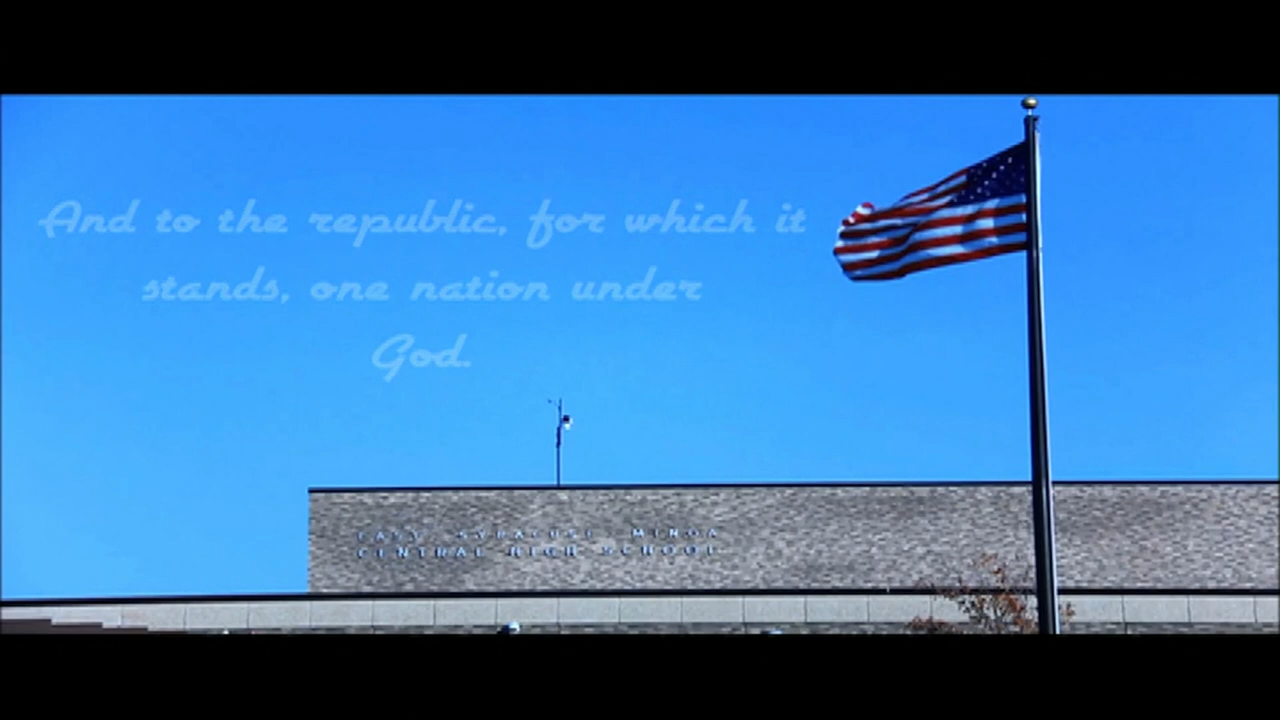 And to the republic, for which it
stands, one nation under
God.
EAST SYRACUSE MINOA
CENTRAL HIGH SCHOOL